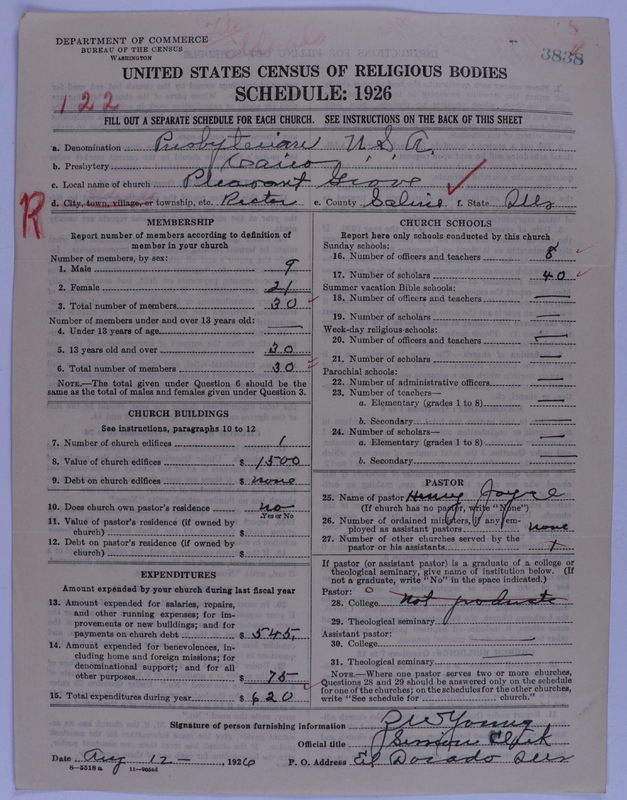 DEPARTMENT OF COMMERCE
BUREAU OF THE CENSUS
WASHINGTON
3838
UNITED STATES CENSUS OF RELIGIOUS BODIES
SCHEDULE: 1926
122
FILL OUT A SEPARATE SCHEDULE FOR EACH CHURCH. SEE INSTRUCTIONS ON THE BACK OF THIS SHEET
a. Denomination Presbyterian U.S.A.
b. Presbytery Cairo
c. Local name of church Pleasant Grove
d. City, town, village, or township, etc. Rector e. County Saline f. State Ills
R
MEMBERSHIP
Report number of members according to definition of
member in your church
Number of members, by sex:
1. Male 9
2. Female 21
3. Total number of members 30
Number of members under and over 13 years old:
4. Under 13 years of age
5. 13 years old and over 30
6. Total number of members 30
NOTE.—The total given under Question 6 should be the
same as the total of males and females given under Question 3.
CHURCH BUILDINGS
See instructions, paragraphs 10 to 12
7. Number of church edifices 1
8. Value of church edifices $ 1500
9. Debt on church edifices $ none
10. Does church own pastor's residence no
Yes or No
11. Value of pastor's residence (if owned by
church) $
12. Debt on pastor's residence (if owned by
church) $
EXPENDITURES
Amount expended by your church during last fiscal year
13. Amount expended for salaries, repairs,
and other running expenses; for im-
provements or new buildings; and for
payments on church debt $ 545.
14. Amount expended for benevolences, in-
cluding home and foreign missions; for
denominational support; and for all
other purposes $ 75
15. Total expenditures during year $ 620
CHURCH SCHOOLS
Report here only schools conducted by this church
Sunday schools:
16. Number of officers and teachers 8
17. Number of scholars 40
Summer vacation Bible schools:
18. Number of officers and teachers
19. Number of scholars
Week-day religious schools:
20. Number of officers and teachers
21. Number of scholars
Parochial schools:
22. Number of administrative officers
23. Number of teachers—
a. Elementary (grades 1 to 8)
b. Secondary
24. Number of scholars—
a. Elementary (grades 1 to 8)
b. Secondary
PASTOR
25. Name of pastor Henry Joyce
(If church has no pastor, write "None")
26. Number of ordained ministers, if any, em-
ployed as assistant pastors none
27. Number of other churches served by the
pastor or his assistants 1
If pastor (or assistant pastor) is a graduate of a college or
theological seminary, give name of institution below. (If
not a graduate, write "No" in the space indicated.)
Pastor: 0
28. College not
29. Theological seminary
Assistant pastor:
30. College
31. Theological seminary
NOTE.—Where one pastor serves two or more churches,
Questions 28 and 29 should be answered only on the schedule
for one of the churches; on the schedules for the other churches,
write "See schedule for church."
Signature of person furnishing information Young
Official title Clerk
Date Aug 12 — , 1926 P. O. Address El Dorado Ills
8—5518a 11—90565